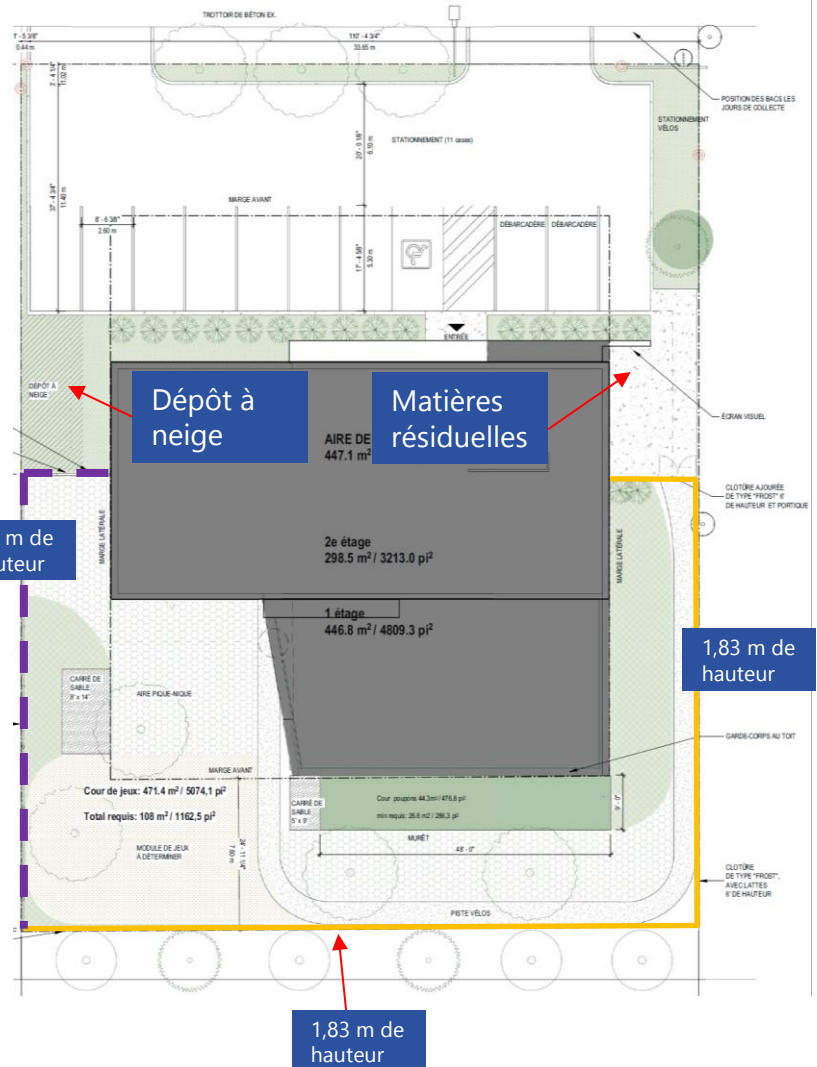 TROTTOIR DE BÉTON EX.
1' - 5 3/8"
0.44 m
110' - 4 3/4"
33.65 m
3' - 4 1/4"
11.02 m
POSITION DES BACS LES
JOURS DE COLLECTE
STATIONNEMENT
VÉLOS
STATIONNEMENT (11 cases)
20' - 0 1/8"
6.10 m
37' - 4 3/4"
11.40 m
MARGE AVANT
8' - 6 3/8"
2.60 m
17' - 4 5/8"
5.30 m
DÉBARCADÈRE
DÉBARCADÈRE
ENTRÉE
DÉPÔT À
NEIGE
Dépôt à
neige
Matières
résiduelles
AIRE DE
447.1 m²
ÉCRAN VISUEL
CLOTÛRE AJOURÉE
DE TYPE "FROST" 6'
DE HAUTEUR ET PORTIQUE
MARGE LATÉRALE
MARGE LATÉRALE
m de
uteur
2e étage
298.5 m² / 3213.0 pi²
1 étage
446.8 m² / 4809.3 pi²
1,83 m de
hauteur
CARRÉ DE
SABLE
8' x 14'
AIRE PIQUE-NIQUE
GARDE-CORPS AU TOIT
MARGE AVANT
Cour de jeux: 471.4 m² / 5074,1 pi²
Total requis: 108 m² / 1162,5 pi²
CARRÉ DE
SABLE
5' x 9'
Cour poupons 44.3m² / 476,8 pi²
min requis: 26.6 m2 / 286,3 pi²
9' - 0"
MURÊT
48' - 0"
MODULE DE JEUX
À DÉTERMINER
24' - 11 1/4"
7.60 m
CLOTÛRE
DE TYPE "FROST",
AVEC LATTES
6' DE HAUTEUR
PISTE VÉLOS
1,83 m de
hauteur